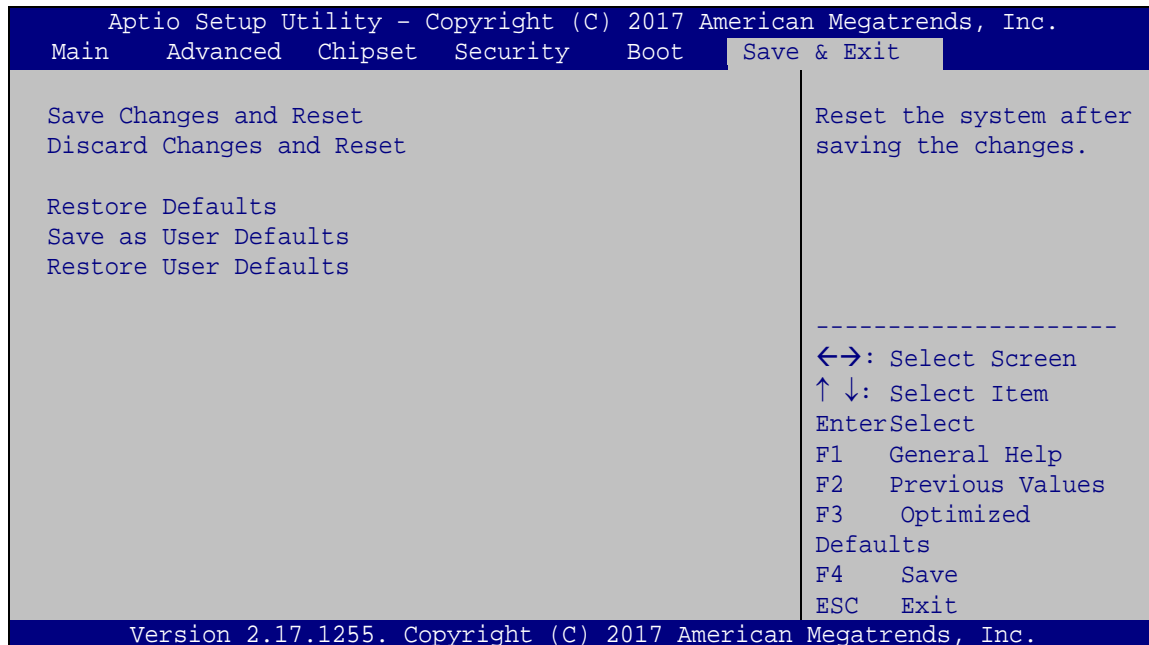 Aptio Setup Utility – Copyright (C) 2017 American Megatrends, Inc.
Main Advanced Chipset Security Boot Save & Exit
Save Changes and Reset
Discard Changes and Reset
Restore Defaults
Save as User Defaults
Restore User Defaults
Reset the system after
saving the changes.
---------------------
←→: Select Screen
↑ ↓: Select Item
EnterSelect
F1 General Help
F2 Previous Values
F3 Optimized
Defaults
F4 Save
ESC Exit
Version 2.17.1255. Copyright (C) 2017 American Megatrends, Inc.